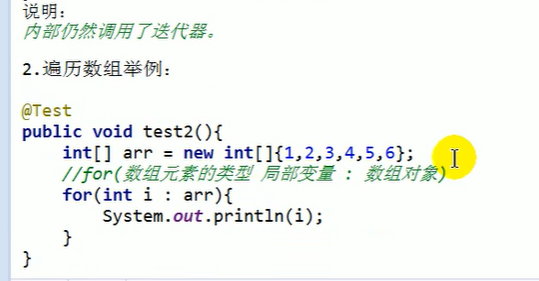 说明:
内部仍然调用了迭代器。
2.遍历数组举例:
@Test
public void test2(){
int[] arr = new int[]{1,2,3,4,5,6};
//for(数组元素的类型 局部变量 : 数组对象)
for(int i : arr){
System.out.println(i);
}
}